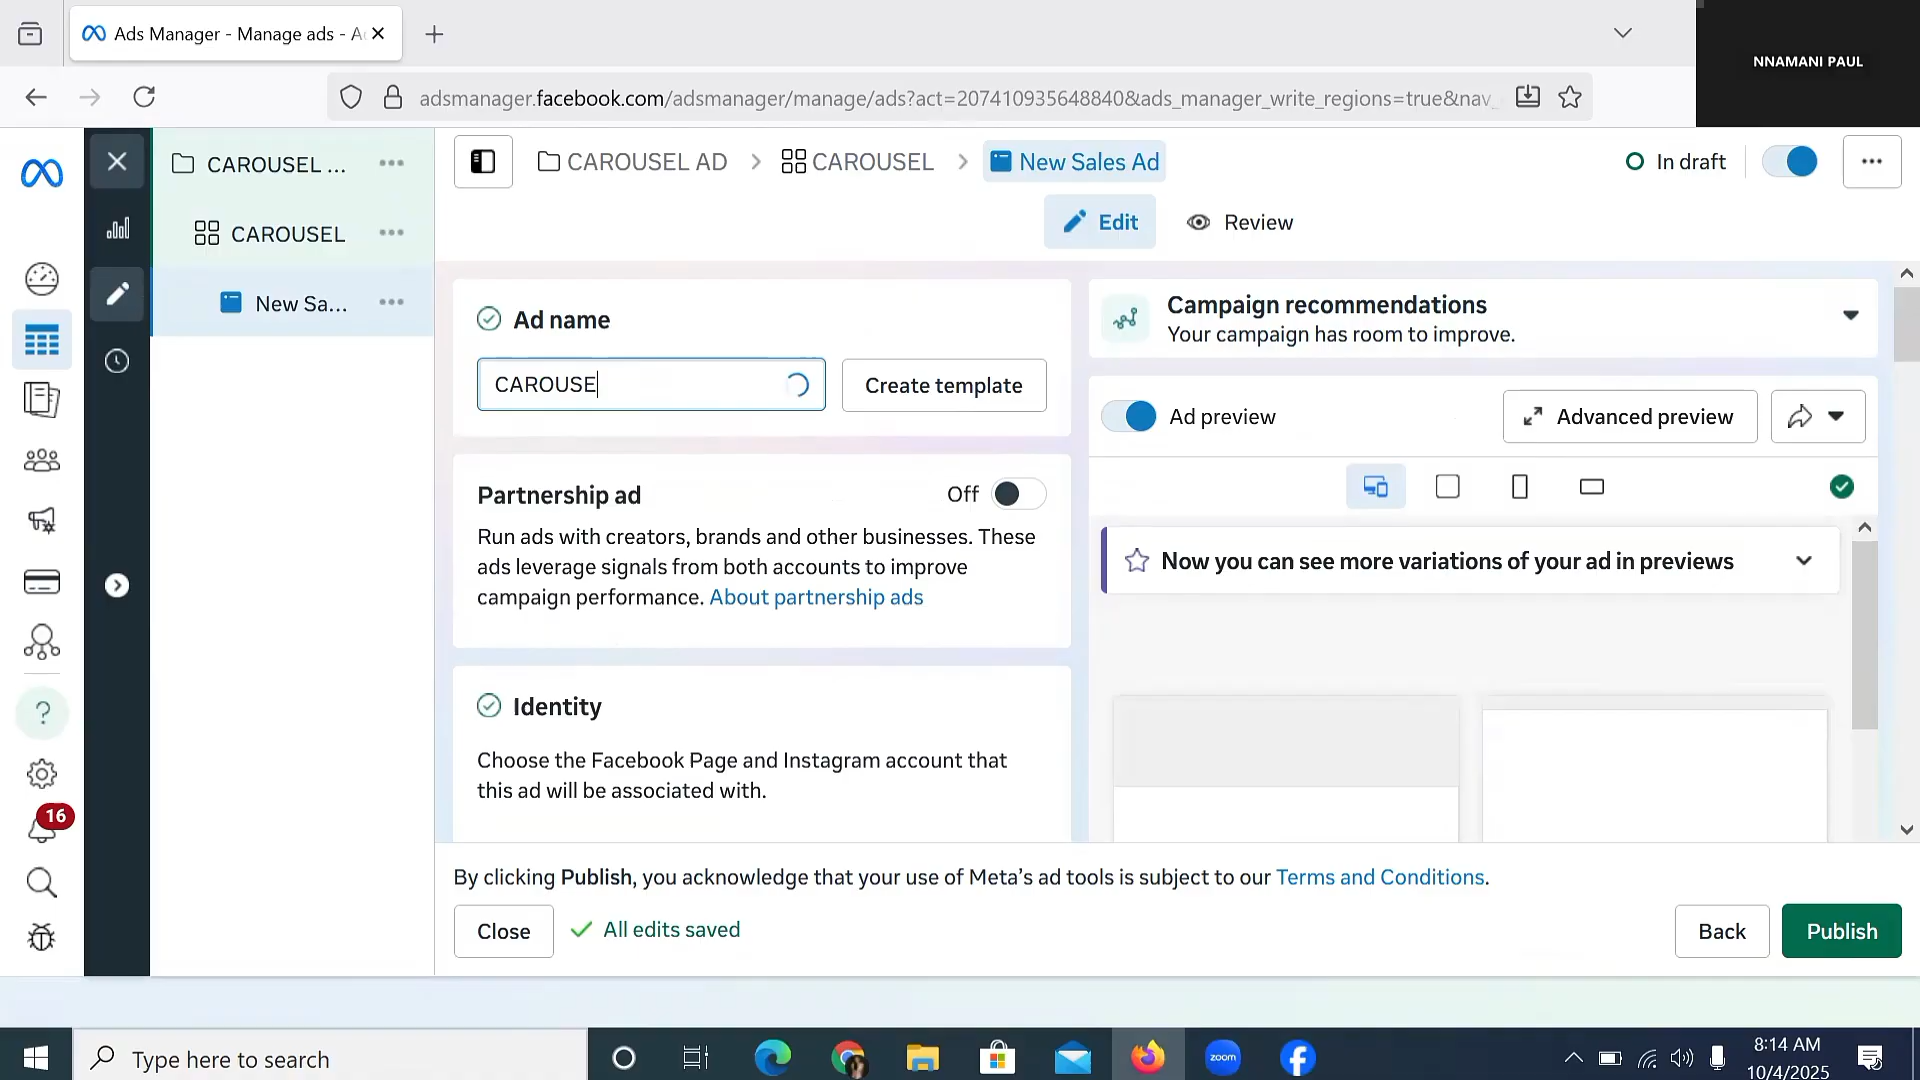 Ads Manager - Manage ads - A
NNAMANI PAUL
adsmanager.facebook.com/adsmanager/manage/ads?act=207410935648840&ads_manager_write_regions=true&nav_
CAROUSEL ...
CAROUSEL AD
CAROUSEL
New Sales Ad
In draft
Edit
Review
CAROUSEL
New Sa...
Ad name
CAROUSE
Create template
Campaign recommendations
Your campaign has room to improve.
Ad preview
Advanced preview
Partnership ad
Off
Run ads with creators, brands and other businesses. These
ads leverage signals from both accounts to improve
campaign performance. About partnership ads
Now you can see more variations of your ad in previews
Identity
Choose the Facebook Page and Instagram account that
this ad will be associated with.
16
By clicking Publish, you acknowledge that your use of Meta's ad tools is subject to our Terms and Conditions.
Close
All edits saved
Back
Publish
Type here to search
zoom
8:14 AM
10/4/2025